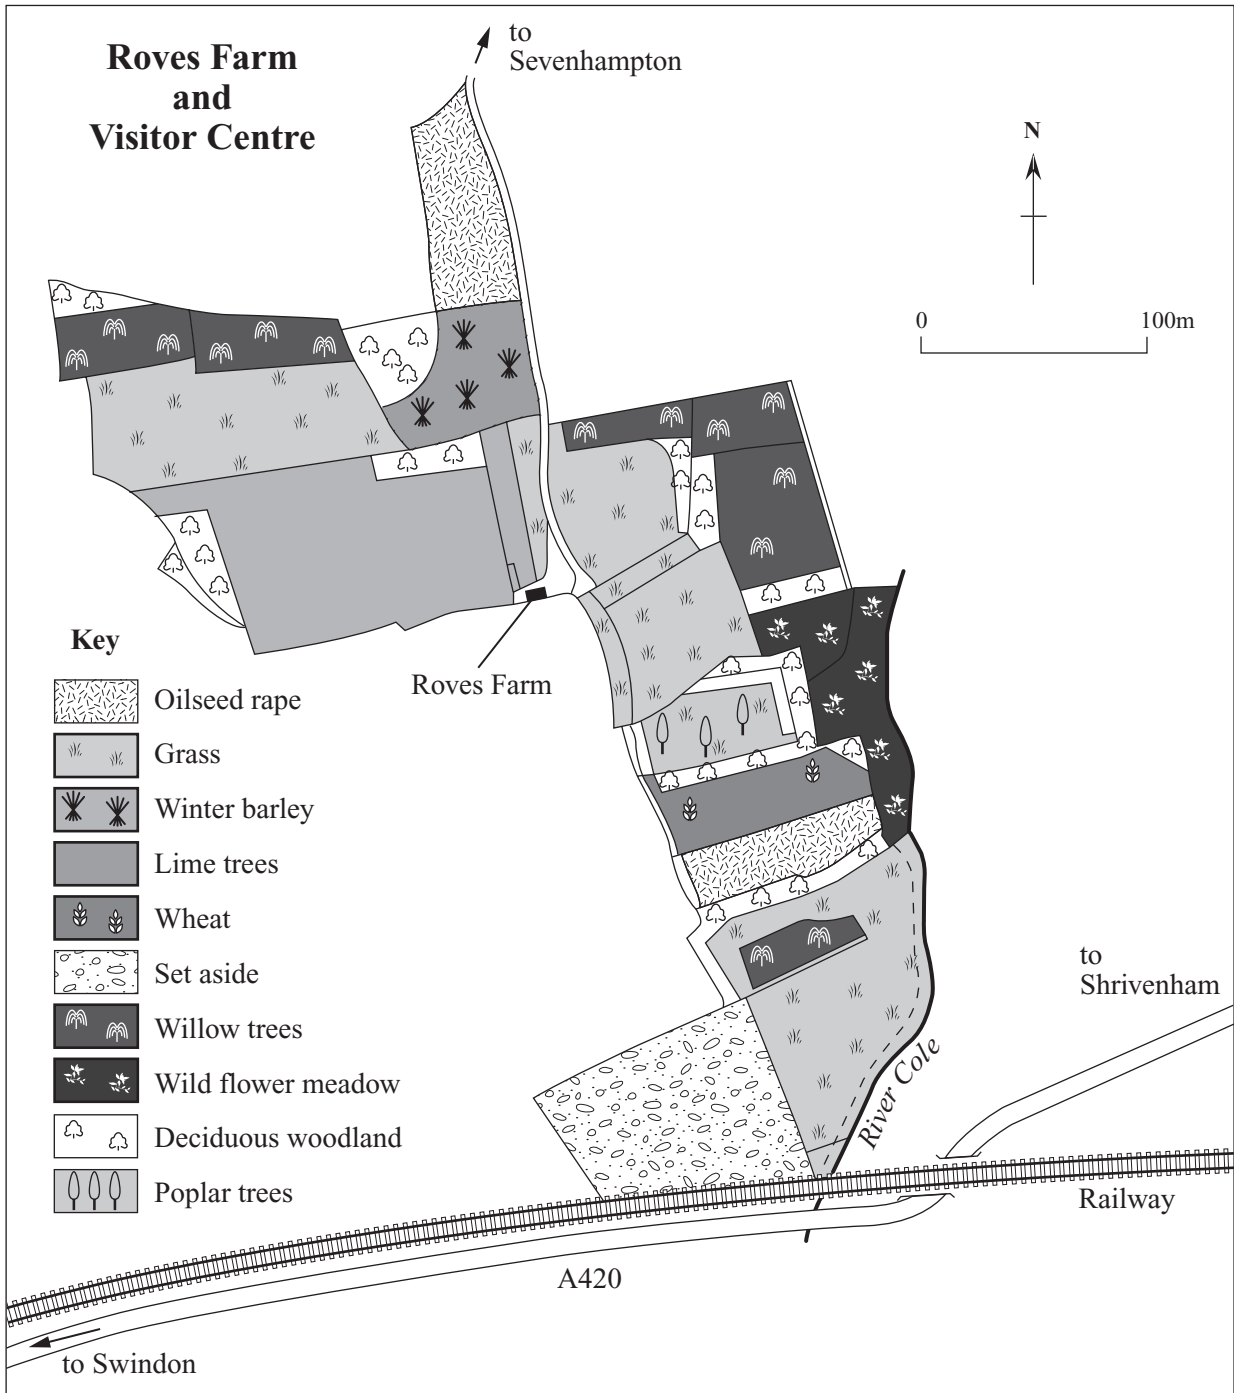 Roves Farm
and
Visitor Centre
to
Sevenhampton
N
0 100m
Roves Farm
Key
Oilseed rape
Grass
Winter barley
Lime trees
Wheat
Set aside
Willow trees
Wild flower meadow
Deciduous woodland
Poplar trees
to
Shrivenham
River Cole
Railway
A420
to Swindon